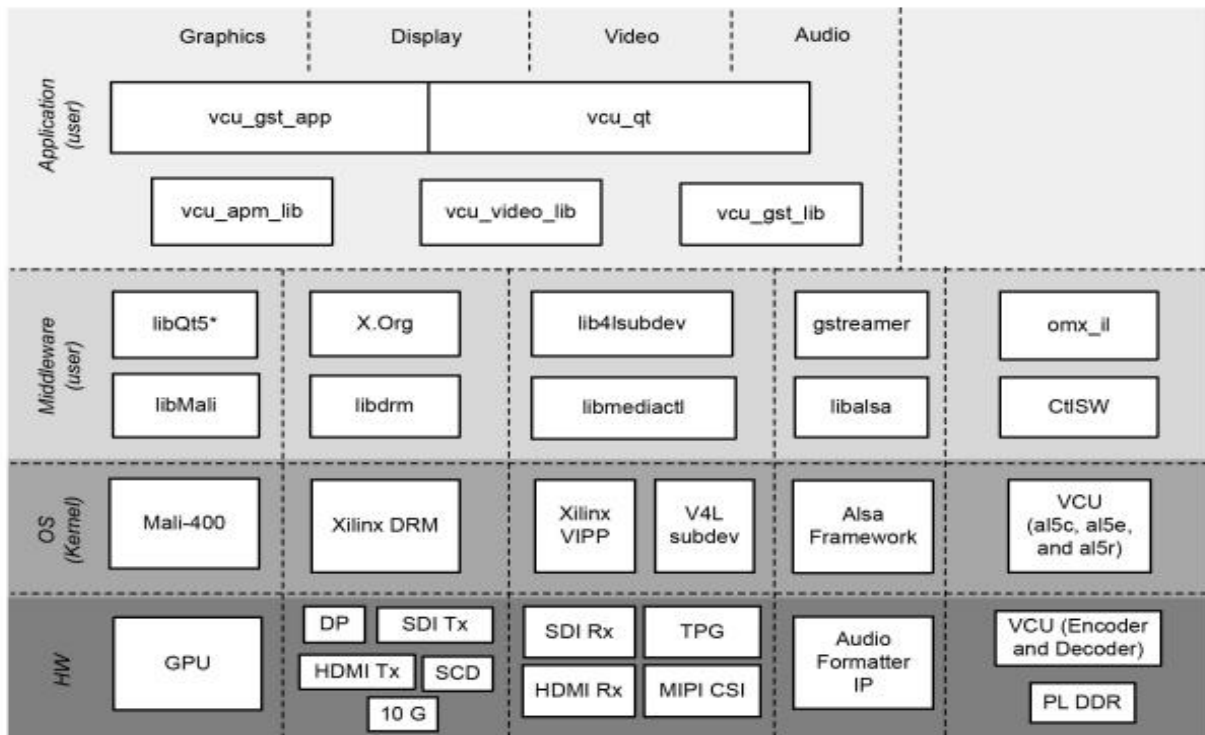 Graphics
Display
Video
Audio
Application
(user)
vcu_gst_app
vcu_qt
vcu_apm_lib
vcu_video_lib
vcu_gst_lib
Middleware
(user)
libQt5*
X.Org
lib4lsubdev
gstreamer
omx_il
libMali
libdrm
libmediactl
libalsa
CtlSW
OS
(Kernel)
Mali-400
Xilinx DRM
Xilinx
VIPP
V4L
subdev
Alsa
Framework
VCU
(al5c, al5e,
and al5r)
HW
GPU
DP
SDI Tx
HDMI Tx
SCD
10 G
SDI Rx
TPG
HDMI Rx
MIPI CSI
Audio
Formatter
IP
VCU (Encoder
and Decoder)
PL DDR